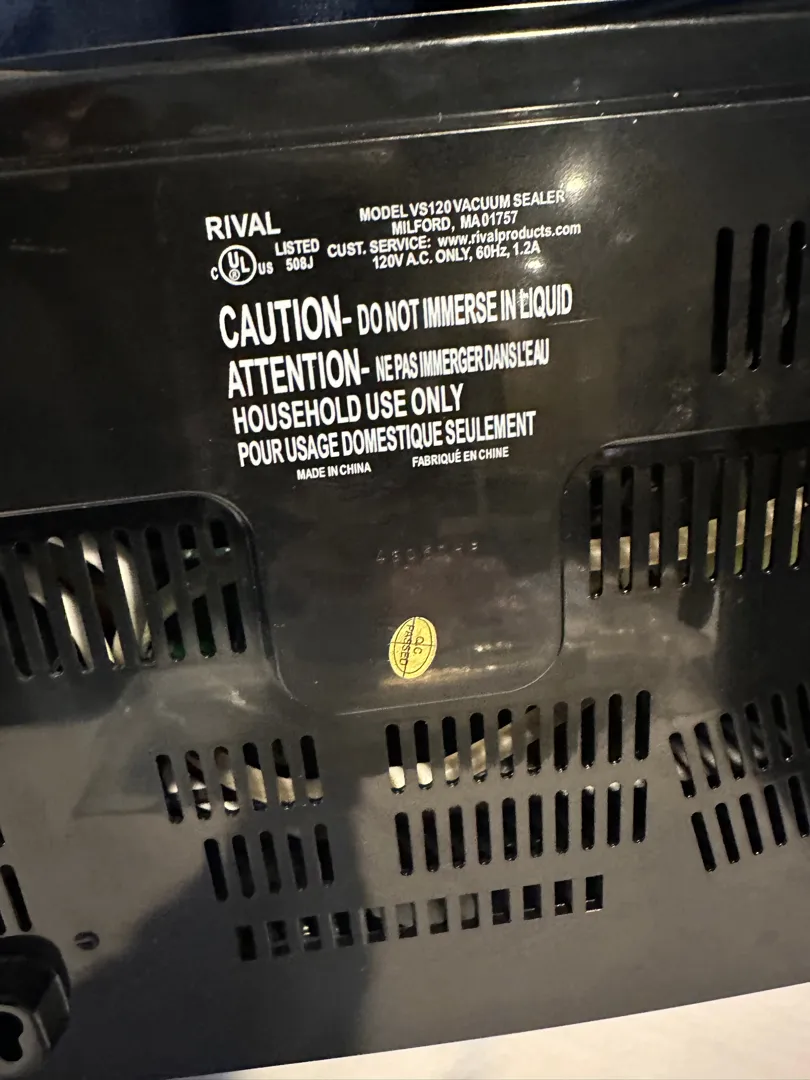 RIVAL
MODEL VS120 VACUUM SEALER
MILFORD, MA 01757
C UL ® US
LISTED
508J
CUST. SERVICE: www.rivalproducts.com
120V A.C. ONLY, 60Hz, 1.2A
CAUTION- DO NOT IMMERSE IN LIQUID
ATTENTION- NE PAS IMMERGER DANS L'EAU
HOUSEHOLD USE ONLY
POUR USAGE DOMESTIQUE SEULEMENT
MADE IN CHINA FABRIQUÉ EN CHINE
QC
PASSED